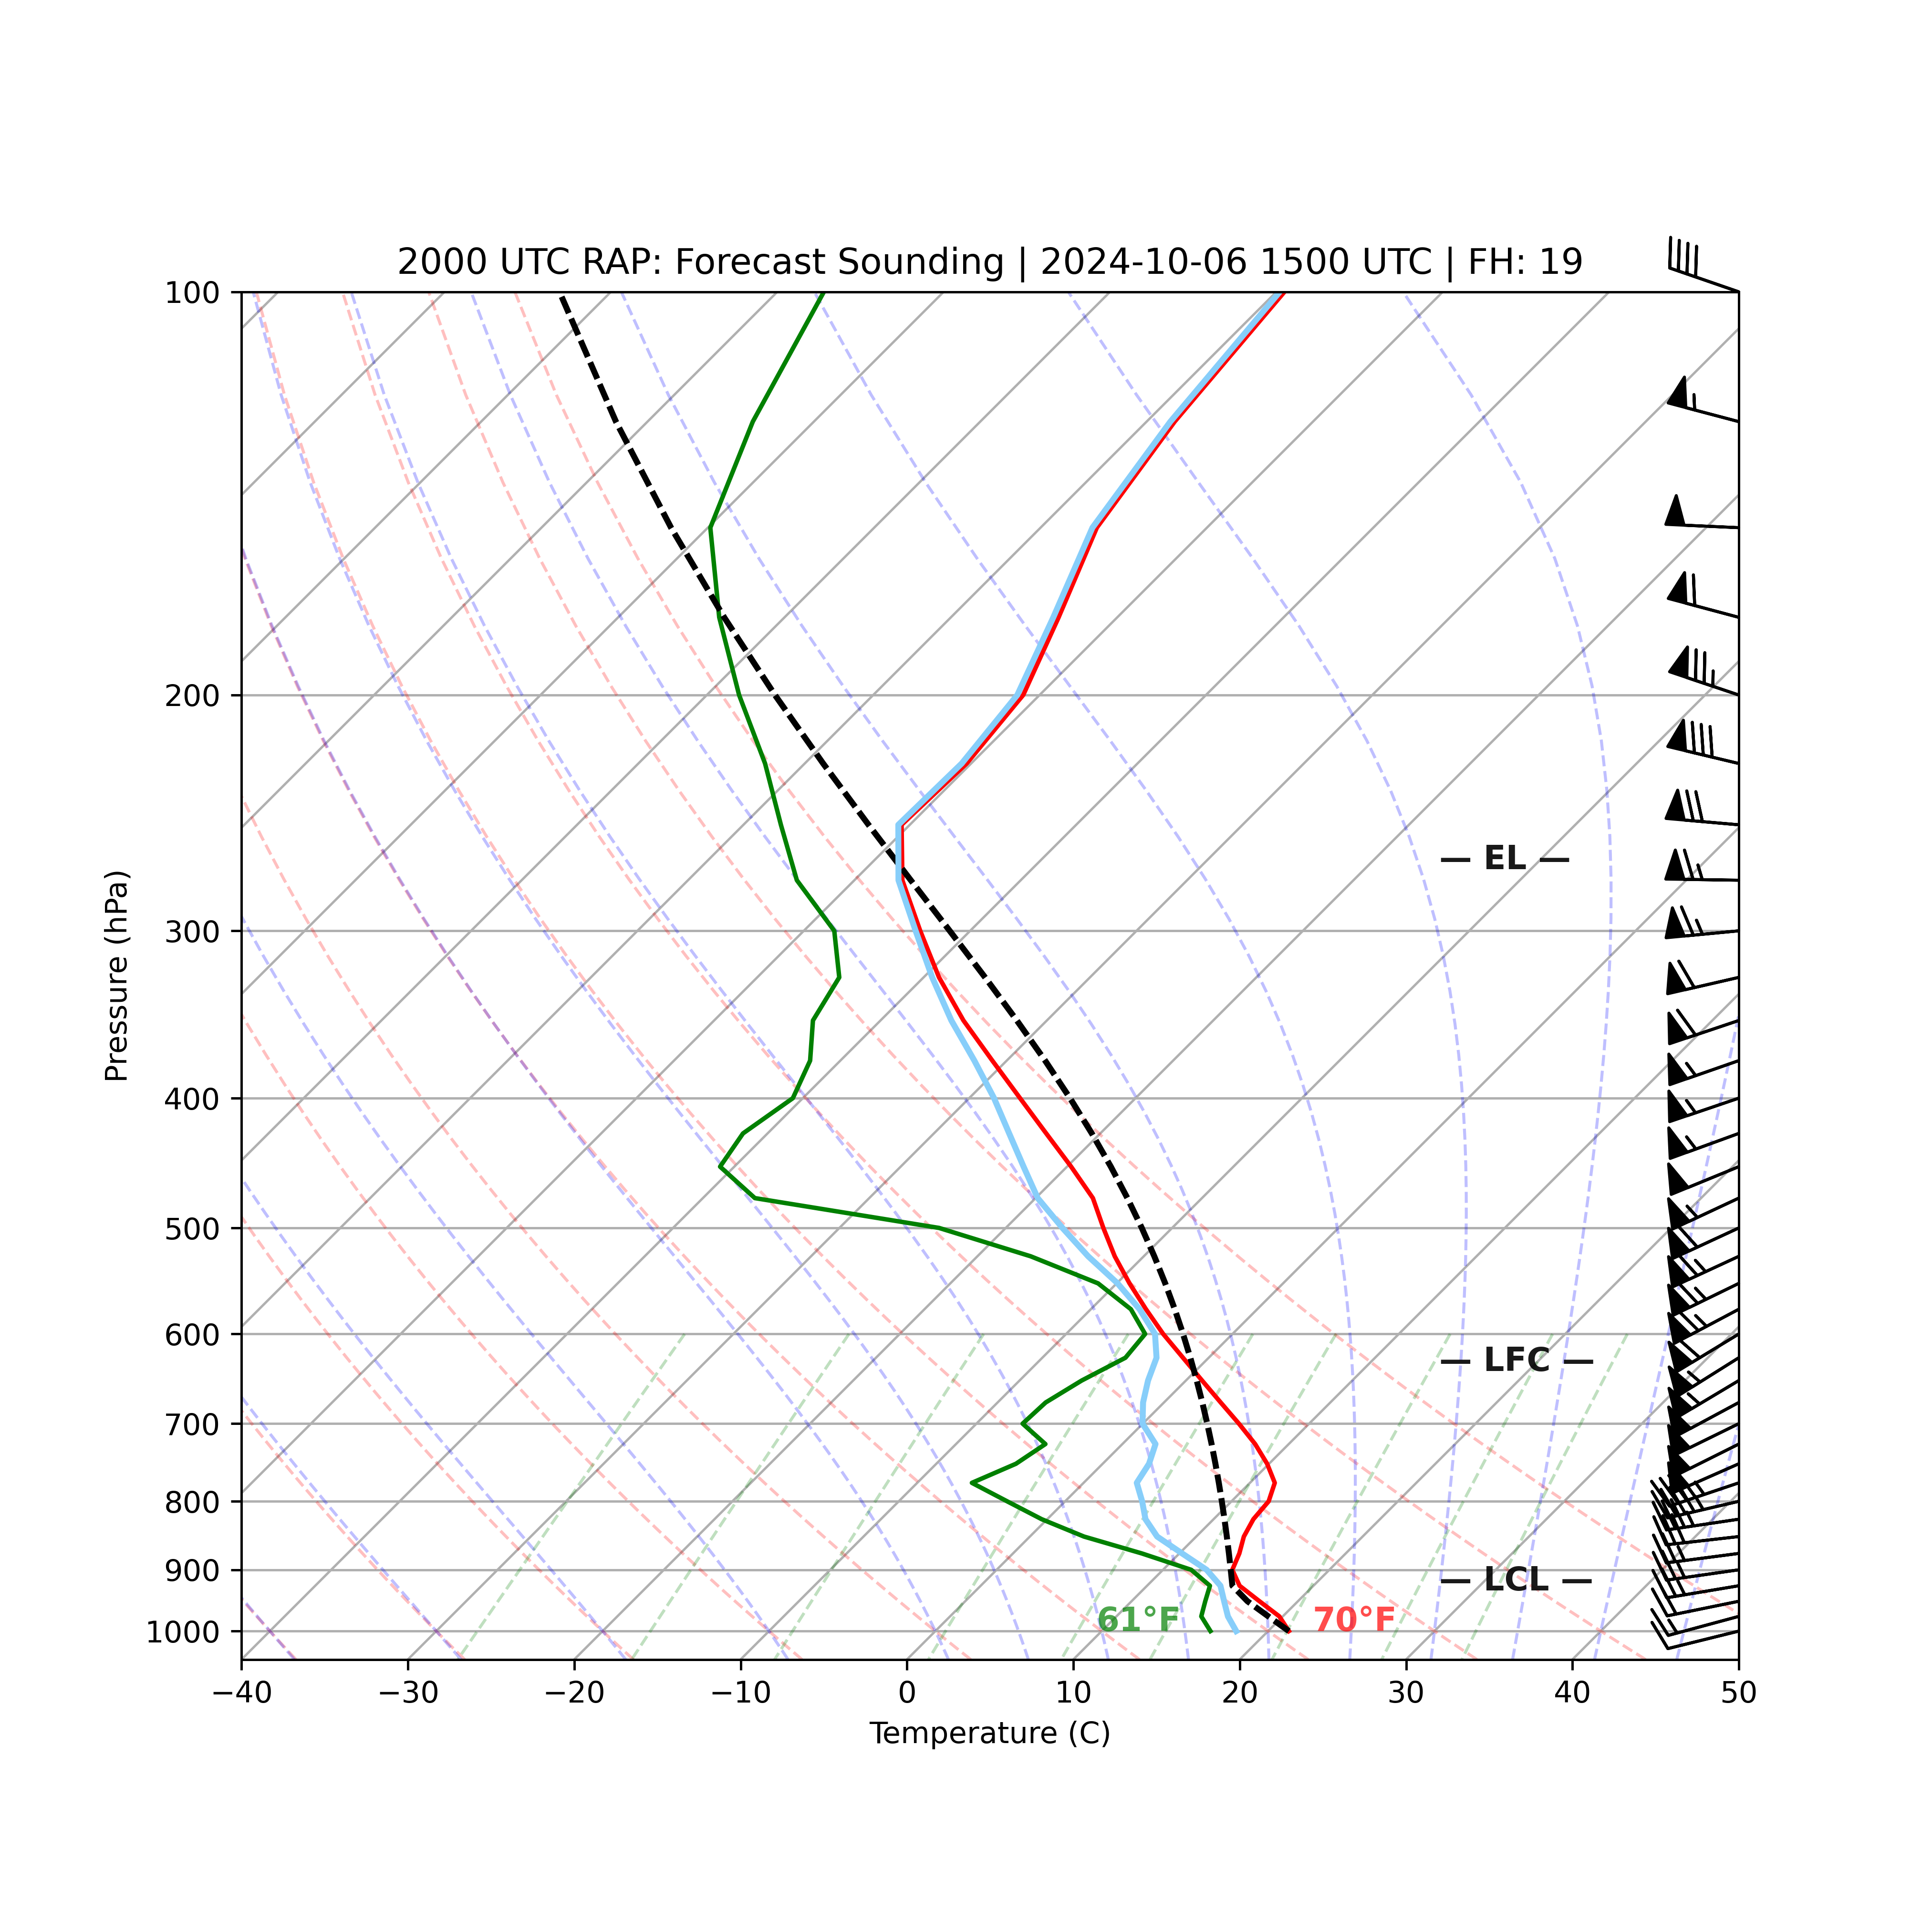 2000 UTC RAP: Forecast Sounding | 2024-10-06 1500 UTC | FH: 19
100
200
— EL —
300
Pressure (hPa)
400
500
600
— LFC —
700
800
900
— LCL —
61°F 70°F
1000
−40 −30 −20 −10 0 10 20 30 40 50
Temperature (C)